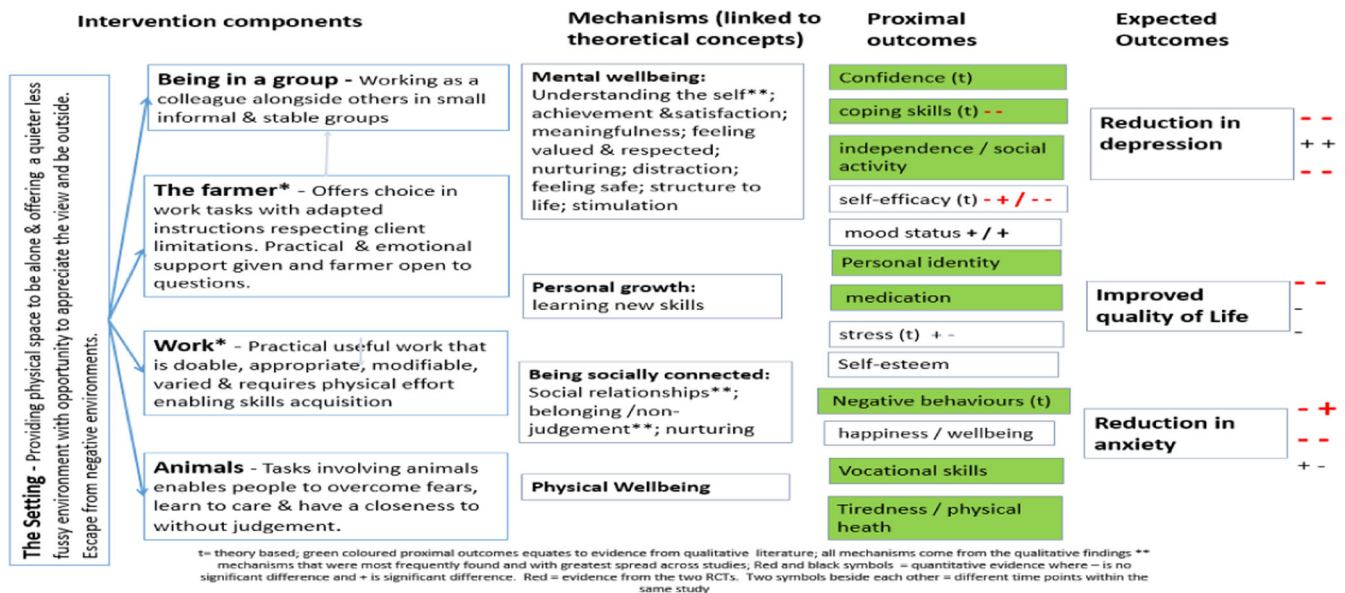 Intervention components
Mechanisms (linked to
theoretical concepts)
Proximal
outcomes
Expected
Outcomes
The Setting - Providing physical space to be alone & offering a quieter less
fussy environment with opportunity to appreciate the view and be outside.
Escape from negative environments.
Being in a group - Working as a
colleague alongside others in small
informal & stable groups
The farmer* - Offers choice in
work tasks with adapted
instructions respecting client
limitations. Practical & emotional
support given and farmer open to
questions.
Work* - Practical useful work that
is doable, appropriate, modifiable,
varied & requires physical effort
enabling skills acquisition
Animals - Tasks involving animals
enables people to overcome fears,
learn to care & have a closeness to
without judgement.
Mental wellbeing:
Understanding the self**;
achievement &satisfaction;
meaningfulness; feeling
valued & respected;
nurturing; distraction;
feeling safe; structure to
life; stimulation
Personal growth:
learning new skills
Being socially connected:
Social relationships**;
belonging /non-
judgement**; nurturing
Physical Wellbeing
Confidence (t)
coping skills (t) - -
independence / social
activity
self-efficacy (t) - + / - -
mood status + / +
Personal identity
medication
stress (t) + -
Self-esteem
Negative behaviours (t)
happiness / wellbeing
Vocational skills
Tiredness / physical
heath
Reduction in
depression
- -
+ +
- -
Improved
quality of Life
- -
-
-
Reduction in
anxiety
- +
- -
+ -
t= theory based; green coloured proximal outcomes equates to evidence from qualitative literature; all mechanisms come from the qualitative findings **
mechanisms that were most frequently found and with greatest spread across studies; Red and black symbols = quantitative evidence where – is no
significant difference and + is significant difference. Red = evidence from the two RCTs. Two symbols beside each other = different time points within the
same study